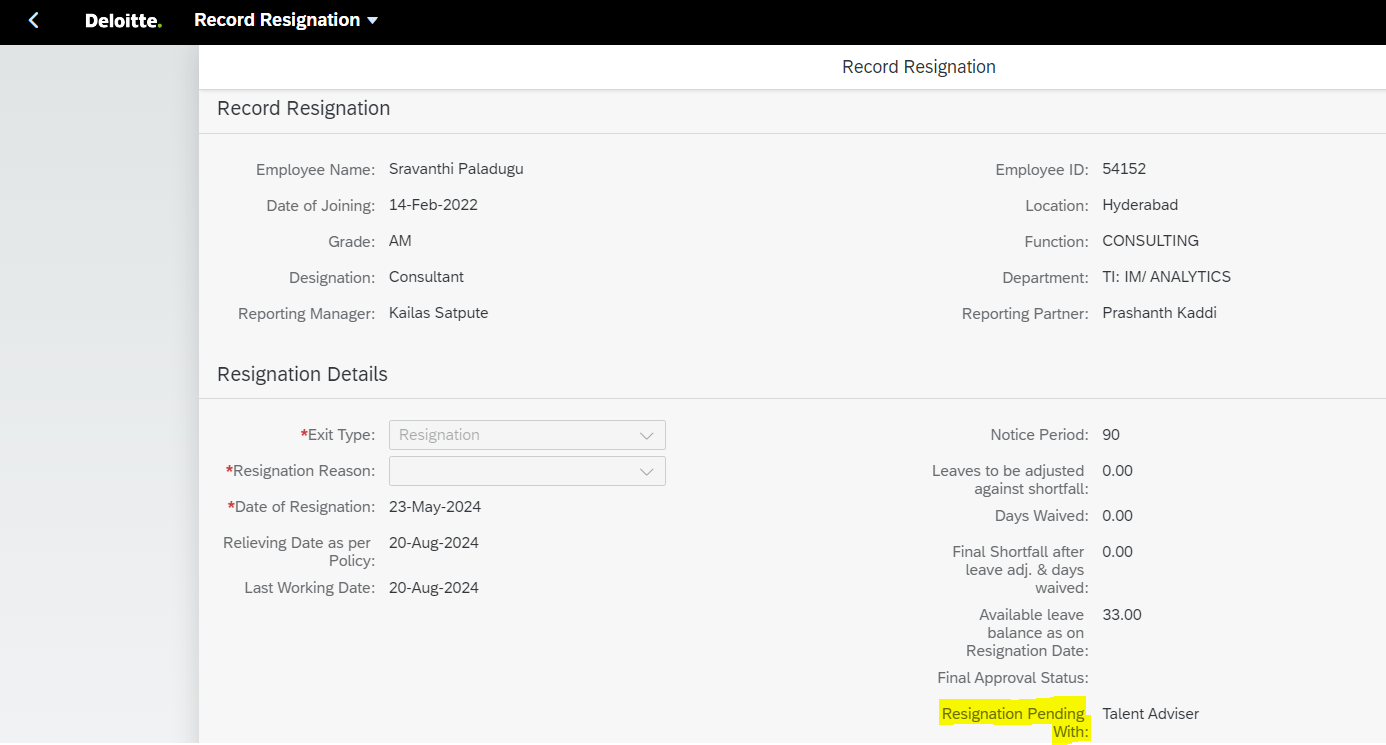 Deloitte. Record Resignation
Record Resignation
Record Resignation
Employee Name: Sravanthi Paladugu
Employee ID: 54152
Date of Joining: 14-Feb-2022
Location: Hyderabad
Grade: AM
Function: CONSULTING
Designation: Consultant
Department: TI: IM/ ANALYTICS
Reporting Manager: Kailas Satpute
Reporting Partner: Prashanth Kaddi
Resignation Details
*Exit Type: Resignation
Notice Period: 90
*Resignation Reason:
Leaves to be adjusted 0.00
against shortfall:
*Date of Resignation: 23-May-2024
Days Waived: 0.00
Relieving Date as per 20-Aug-2024
Policy:
Final Shortfall after 0.00
leave adj. & days
waived:
Last Working Date: 20-Aug-2024
Available leave 33.00
balance as on
Resignation Date:
Final Approval Status:
Resignation Pending Talent Adviser
With: